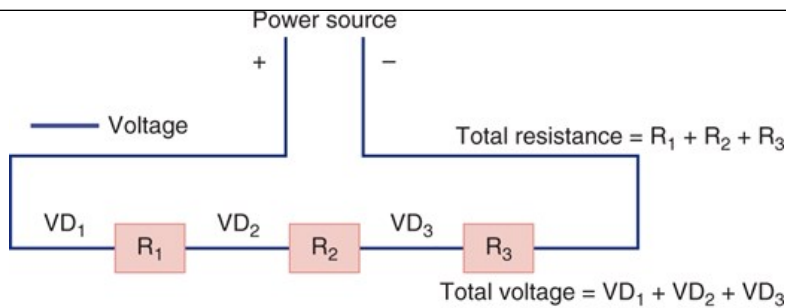 Power source
+ −
Voltage
Total resistance = R₁ + R₂ + R₃
VD₁ VD₂ VD₃
R₁ R₂ R₃
Total voltage = VD₁ + VD₂ + VD₃